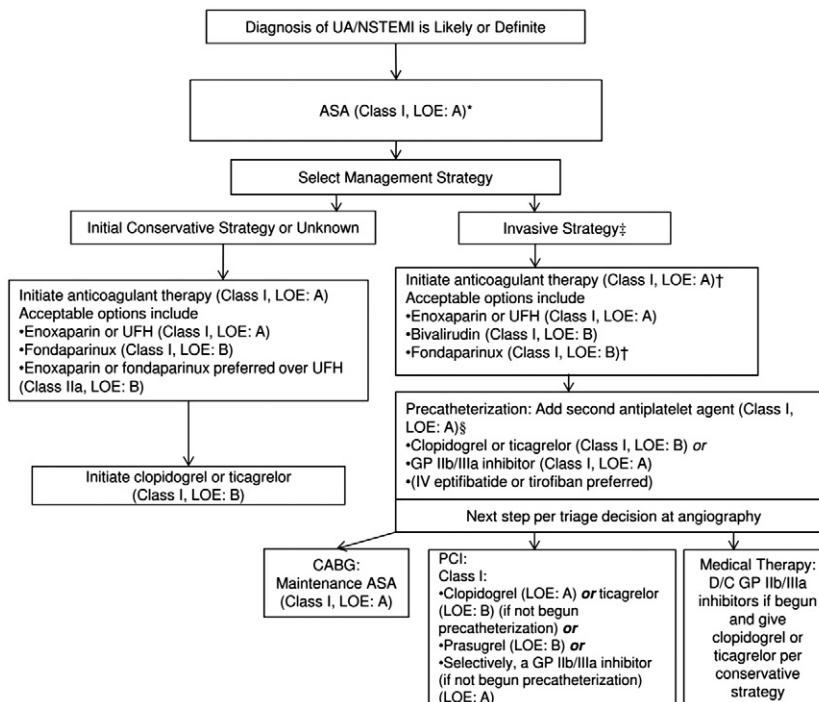 Diagnosis of UA/NSTEMI is Likely or Definite
ASA (Class I, LOE: A)*
Select Management Strategy
Initial Conservative Strategy or Unknown
Invasive Strategy‡
Initiate anticoagulant therapy (Class I, LOE: A)
Acceptable options include
•Enoxaparin or UFH (Class I, LOE: A)
•Fondaparinux (Class I, LOE: B)
•Enoxaparin or fondaparinux preferred over UFH
(Class IIa, LOE: B)
Initiate clopidogrel or ticagrelor
(Class I, LOE: B)
Initiate anticoagulant therapy (Class I, LOE: A)†
Acceptable options include
•Enoxaparin or UFH (Class I, LOE: A)
•Bivalirudin (Class I, LOE: B)
•Fondaparinux (Class I, LOE: B)†
Precatheterization: Add second antiplatelet agent (Class I,
LOE: A)§
•Clopidogrel or ticagrelor (Class I, LOE: B) or
•GP IIb/IIIa inhibitor (Class I, LOE: A)
•(IV eptifibatide or tirofiban preferred)
Next step per triage decision at angiography
CABG:
Maintenance ASA
(Class I, LOE: A)
PCI:
Class I:
•Clopidogrel (LOE: A) or ticagrelor
(LOE: B) (if not begun
precatheterization) or
•Prasugrel (LOE: B) or
•Selectively, a GP IIb/IIIa inhibitor
(if not begun precatheterization)
(LOE: A)
Medical Therapy:
D/C GP IIb/IIIa
inhibitors if begun
and give
clopidogrel or
ticagrelor per
conservative
strategy